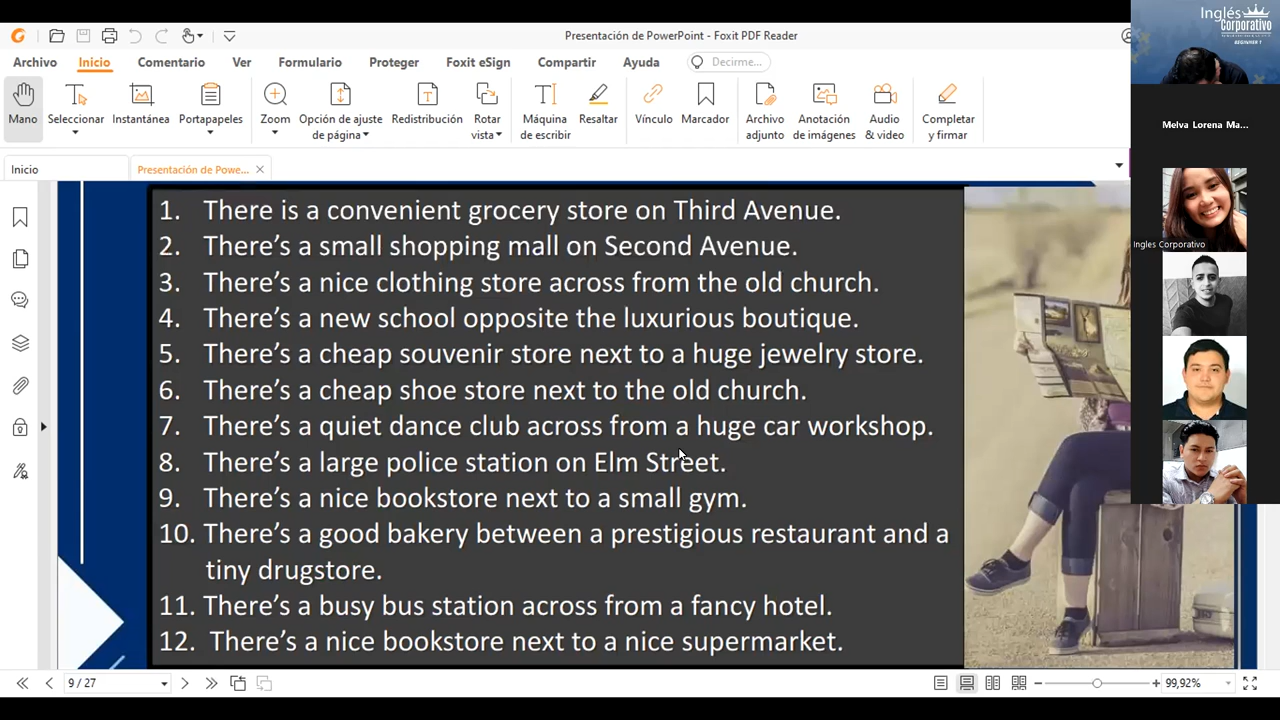 Presentación de PowerPoint - Foxit PDF Reader
Archivo Inicio Comentario Ver Formulario Proteger Foxit eSign Compartir Ayuda Decirme...
Mano Seleccionar Instantánea Portapapeles Zoom Opción de ajuste de página Redistribución Rotar vista Máquina de escribir Resaltar Vínculo Marcador Archivo adjunto Anotación de imágenes Audio & video Completar y firmar
Inicio Presentación de Powe...
1. There is a convenient grocery store on Third Avenue.
2. There's a small shopping mall on Second Avenue.
3. There's a nice clothing store across from the old church.
4. There's a new school opposite the luxurious boutique.
5. There's a cheap souvenir store next to a huge jewelry store.
6. There's a cheap shoe store next to the old church.
7. There's a quiet dance club across from a huge car workshop.
8. There's a large police station on Elm Street.
9. There's a nice bookstore next to a small gym.
10. There's a good bakery between a prestigious restaurant and a
tiny drugstore.
11. There's a busy bus station across from a fancy hotel.
12. There's a nice bookstore next to a nice supermarket.
9 / 27
99,92%
Inglés
Corporativo
BEGINNER 1
Melva Lorena Ma...
Ingles Corporativo